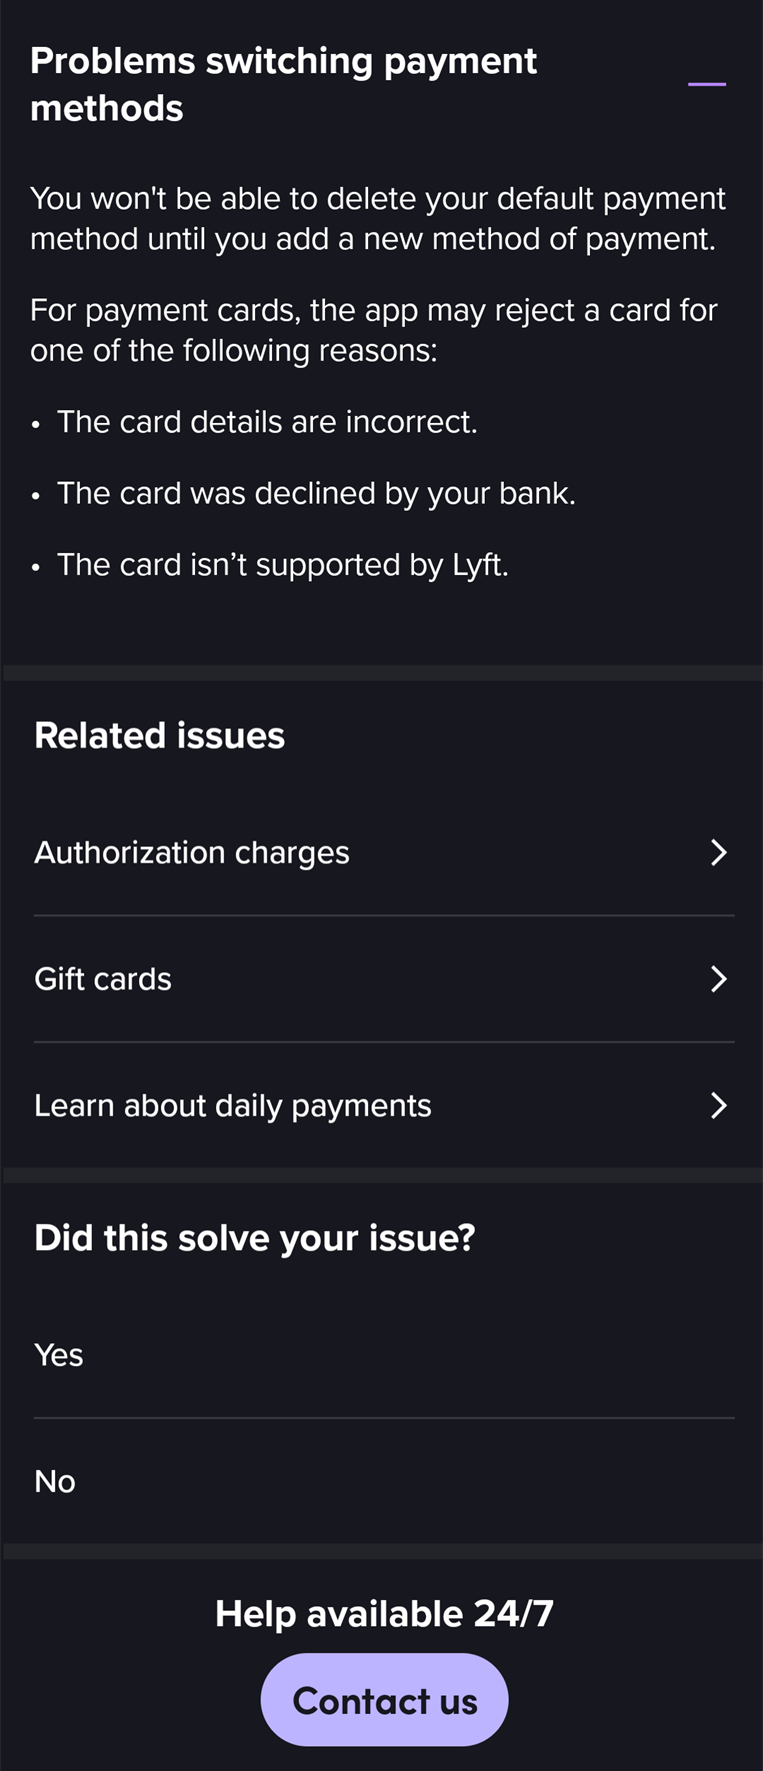 Problems switching payment
methods
You won't be able to delete your default payment
method until you add a new method of payment.
For payment cards, the app may reject a card for
one of the following reasons:
• The card details are incorrect.
• The card was declined by your bank.
• The card isn’t supported by Lyft.
Related issues
Authorization charges
Gift cards
Learn about daily payments
Did this solve your issue?
Yes
No
Help available 24/7
Contact us